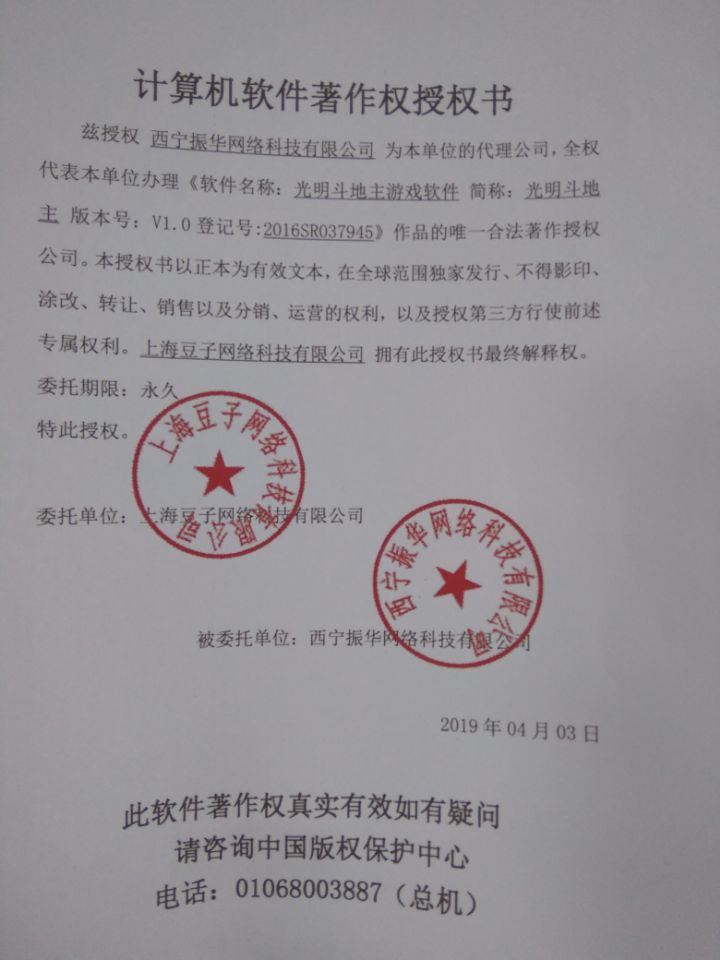 计算机软件著作权授权书
兹授权 西宁振华网络科技有限公司 为本单位的代理公司，全权
代表本单位办理《软件名称：光明斗地主游戏软件 简称：光明斗地
主 版本号：V1.0 登记号:2016SR037945》作品的唯一合法著作授权
公司。本授权书以正本为有效文本，在全球范围独家发行、不得影印、
涂改、转让、销售以及分销、运营的权利，以及授权第三方行使前述
专属权利。上海豆子网络科技有限公司 拥有此授权书最终解释权。
委托期限：永久
特此授权。
上海豆子网络科技有限公司
委托单位：上海豆子网络科技有限公司
西宁振华网络科技有限公司
被委托单位：西宁振华网络科技有限公司
2019 年 04 月 03 日
此软件著作权真实有效如有疑问
请咨询中国版权保护中心
电话：01068003887（总机）